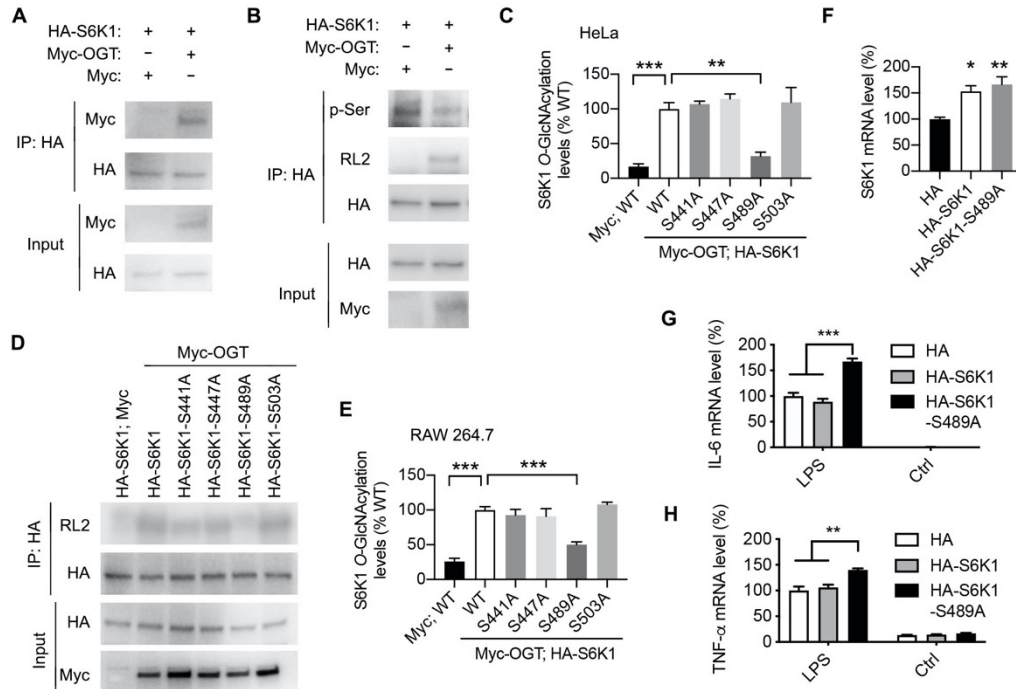 A
HA-S6K1: + +
Myc-OGT: − +
Myc: + −
IP: HA
Myc
HA
Input
Myc
HA
B
HA-S6K1: + +
Myc-OGT: − +
Myc: + −
IP: HA
p-Ser
RL2
HA
Input
HA
Myc
C
HeLa
S6K1 O-GlcNAcylation
levels (% WT)
150
100
50
0
***
**
Myc; WT
WT
S441A
S447A
S489A
S503A
Myc-OGT; HA-S6K1
F
S6K1 mRNA level (%)
200
150
100
50
0
*
**
HA
HA-S6K1
HA-S6K1-S489A
D
Myc-OGT
HA-S6K1; Myc
HA-S6K1
HA-S6K1-S441A
HA-S6K1-S447A
HA-S6K1-S489A
HA-S6K1-S503A
IP: HA
RL2
HA
Input
HA
Myc
E
RAW 264.7
S6K1 O-GlcNAcylation
levels (% WT)
150
100
50
0
***
***
Myc; WT
WT
S441A
S447A
S489A
S503A
Myc-OGT; HA-S6K1
G
IL-6 mRNA level (%)
200
150
100
50
0
***
LPS
Ctrl
HA
HA-S6K1
HA-S6K1
-S489A
H
TNF-α mRNA level (%)
200
150
100
50
0
**
LPS
Ctrl
HA
HA-S6K1
HA-S6K1
-S489A